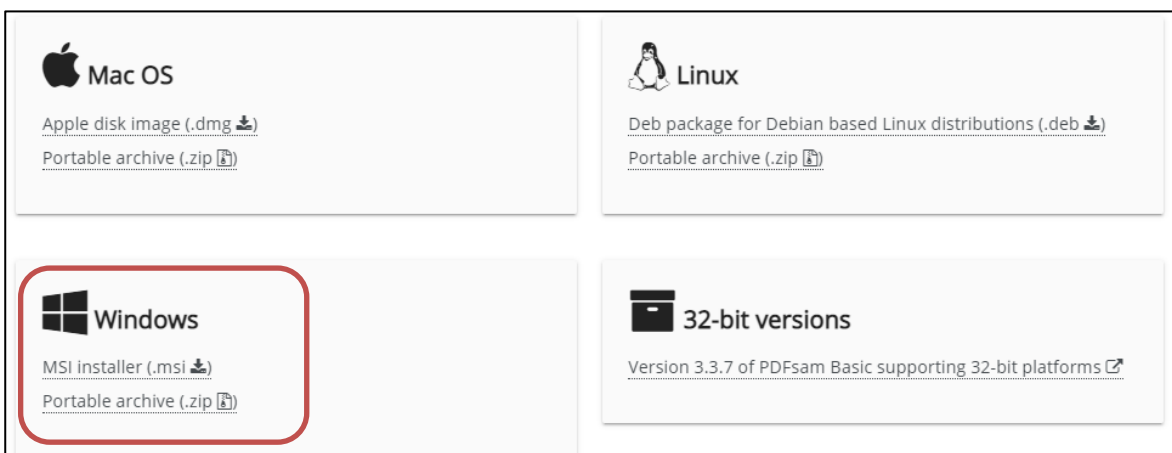 Mac OS
Apple disk image (.dmg)
Portable archive (.zip)
Linux
Deb package for Debian based Linux distributions (.deb)
Portable archive (.zip)
Windows
MSI installer (.msi)
Portable archive (.zip)
32-bit versions
Version 3.3.7 of PDFsam Basic supporting 32-bit platforms